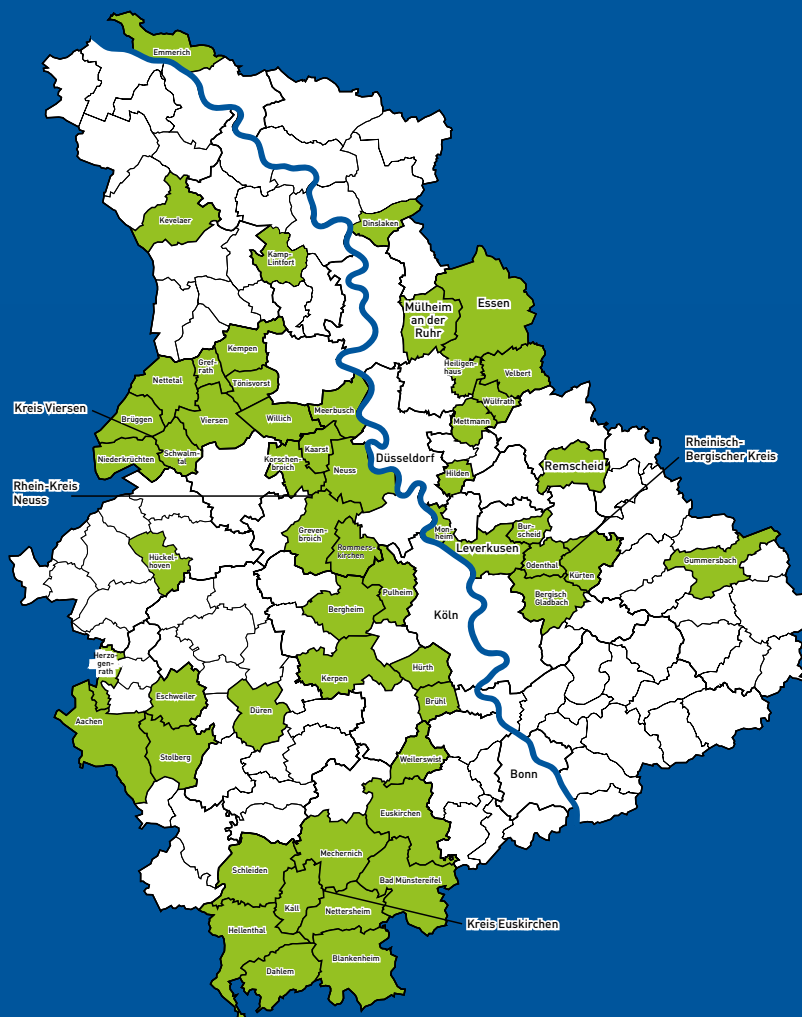 Emmerich
Kevelaer
Dinslaken
Kamp-
Lintfort
Essen
Mülheim
an der
Ruhr
Kempen
Gref-
rath
Heiligen-
haus
Velbert
Nettetal
Tönisvorst
Wülfrath
Kreis Viersen
Brüggen
Viersen
Willich
Meerbusch
Mettmann
Niederkrüchten
Schwalm-
tal
Korschen-
broich
Kaarst
Neuss
Düsseldorf
Hilden
Remscheid
Rheinisch-
Bergischer Kreis
Rhein-Kreis
Neuss
Greven-
broich
Rommers-
kirchen
Mon-
heim
Bur-
scheid
Leverkusen
Odenthal
Kürten
Gummersbach
Hückel-
hoven
Pulheim
Bergheim
Bergisch
Gladbach
Köln
Herzo-
gen-
rath
Kerpen
Hürth
Eschweiler
Brühl
Düren
Aachen
Stolberg
Weilerswist
Bonn
Euskirchen
Mechernich
Schleiden
Bad Münstereifel
Kall
Nettersheim
Kreis Euskirchen
Hellenthal
Blankenheim
Dahlem